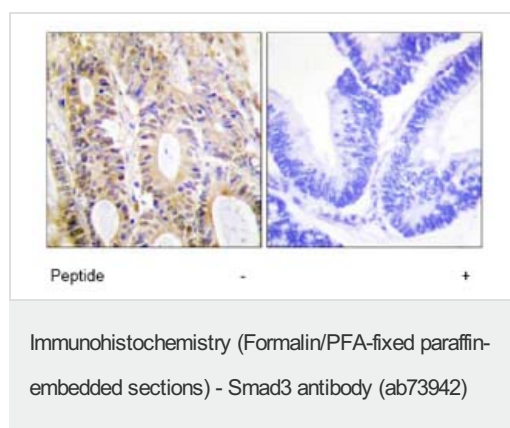 Peptide - +
Immunohistochemistry (Formalin/PFA-fixed paraffin-
embedded sections) - Smad3 antibody (ab73942)